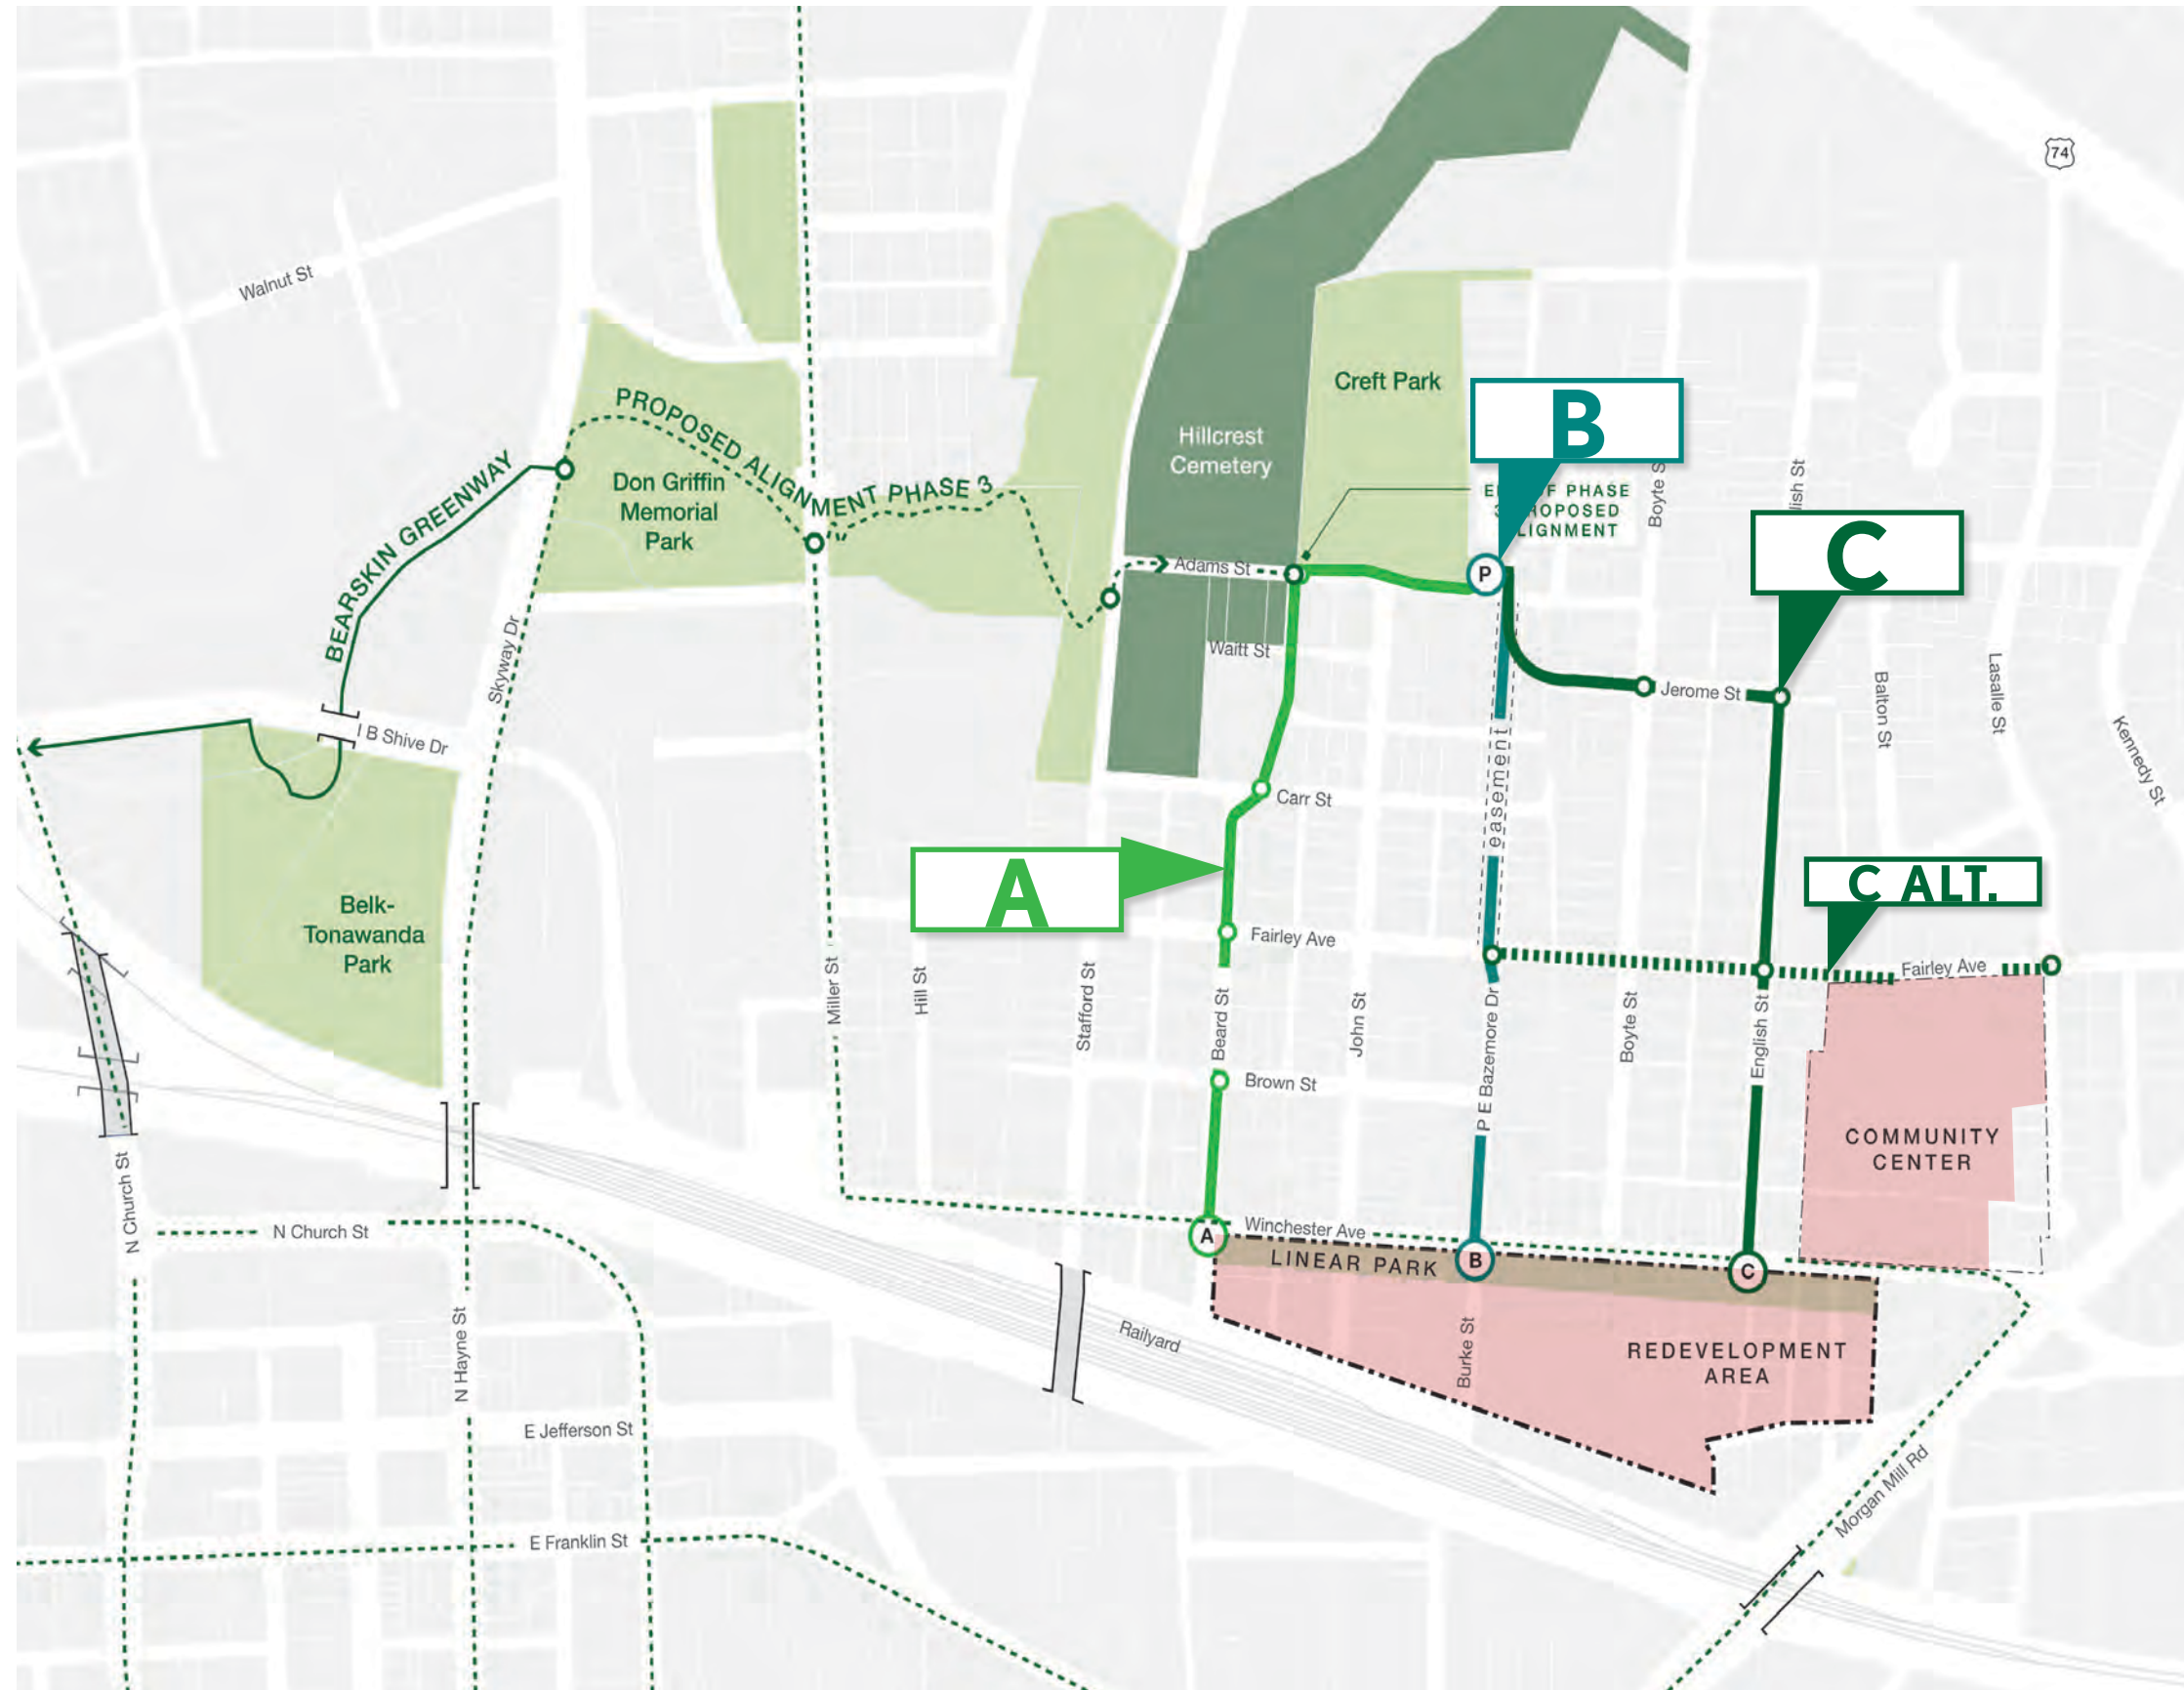 74
Walnut St
PROPOSED ALIGNMENT PHASE 3
BEARSKIN GREENWAY
Don Griffin
Memorial
Park
Hillcrest
Cemetery
Creft Park
B
OF PHASE
LIGNMENT
P
Boyte S
lish St
C
Adams St
Waitt St
Jerome St
Skyway Dr
I B Shive Dr
easement
Balton St
Lasalle St
Kennedy St
Carr St
A
C ALT.
Belk-
Tonawanda
Park
Fairley Ave
Fairley Ave
Miller St
Hill St
Stafford St
Beard St
John St
P E Bazemore Dr
Boyte St
English St
Brown St
COMMUNITY
CENTER
N Church St
N Church St
A
Winchester Ave
LINEAR PARK
B
C
N Hayne St
Railyard
Burke St
REDEVELOPMENT
AREA
E Jefferson St
Morgan Mill Rd
E Franklin St